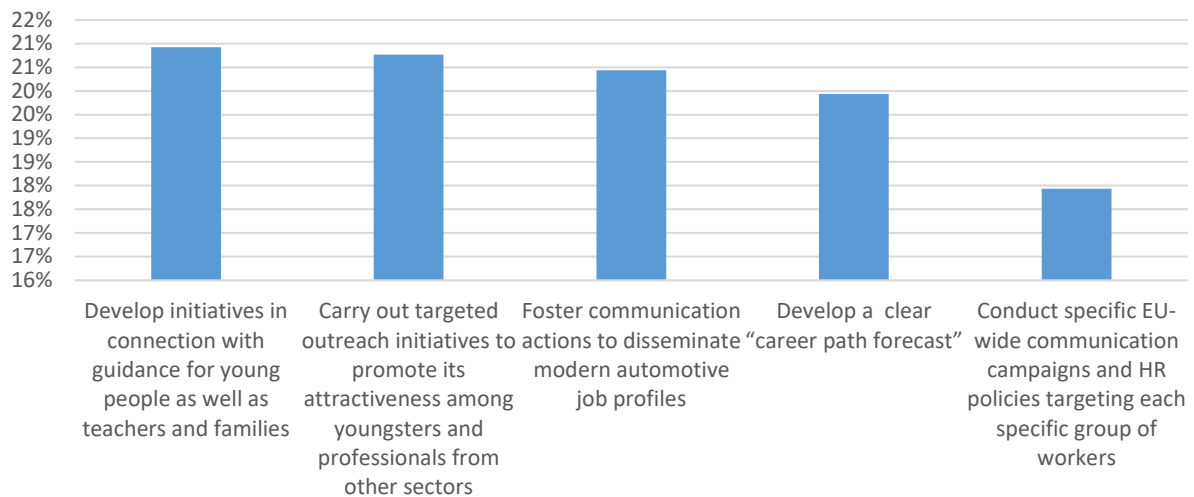 22%
21%
21%
20%
20%
19%
19%
18%
18%
17%
17%
16%
Develop initiatives in
connection with
guidance for young
people as well as
teachers and families
Carry out targeted
outreach initiatives to
promote its
attractiveness among
youngsters and
professionals from
other sectors
Foster communication
actions to disseminate
modern automotive
job profiles
Develop a clear
“career path forecast”
Conduct specific EU-
wide communication
campaigns and HR
policies targeting each
specific group of
workers